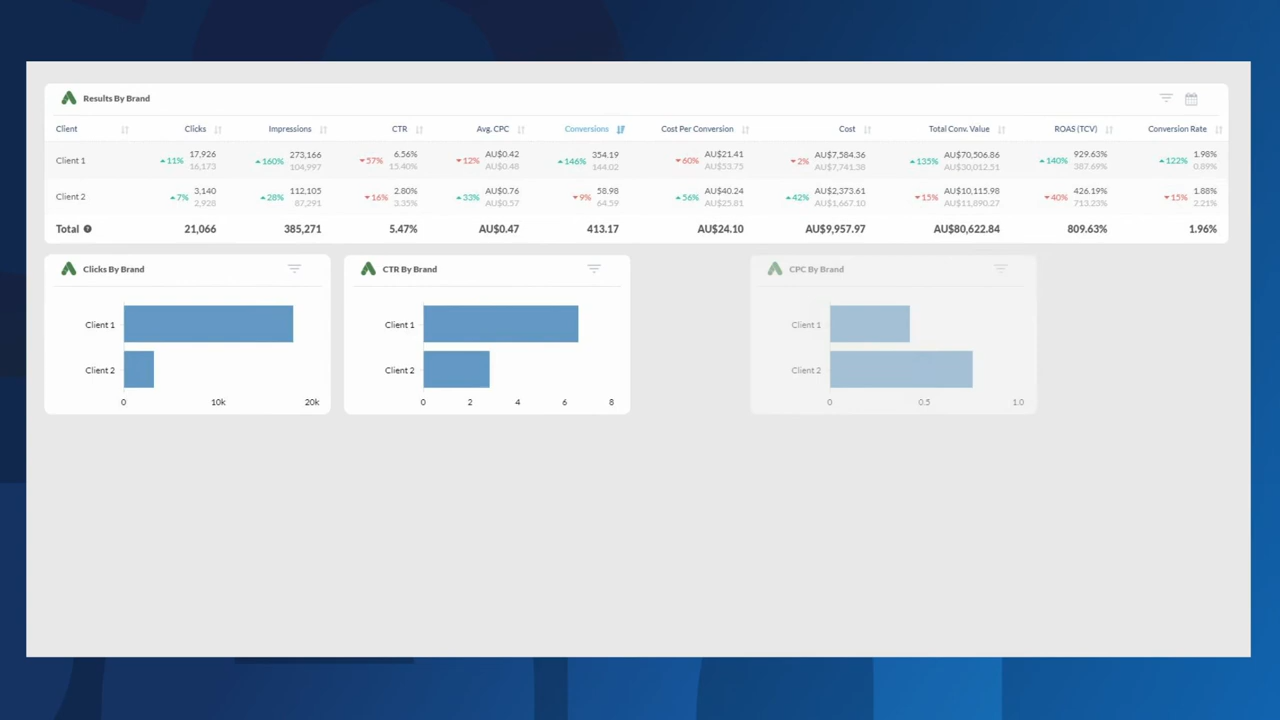 Results By Brand
Client Clicks Impressions CTR Avg. CPC Conversions Cost Per Conversion Cost Total Conv. Value ROAS (TCV) Conversion Rate
Client 1 11% 17,926 160% 273,166 57% 6.56% 12% AU$0.42 146% 354.19 60% AU$21.41 2% AU$7,584.36 135% AU$70,506.86 140% 929.63% 122% 1.98%
16,173 104,997 15.40% AU$0.48 144.02 AU$53.75 AU$7,741.38 AU$30,012.51 387.69% 0.89%
Client 2 7% 3,140 28% 112,105 16% 2.80% 33% AU$0.76 9% 58.98 56% AU$40.24 42% AU$2,373.61 15% AU$10,115.98 40% 426.19% 15% 1.88%
2,928 87,291 3.35% AU$0.57 64.59 AU$25.81 AU$1,667.10 AU$11,890.27 713.23% 2.21%
Total ? 21,066 385,271 5.47% AU$0.47 413.17 AU$24.10 AU$9,957.97 AU$80,622.84 809.63% 1.96%
Clicks By Brand
Client 1
Client 2
0 10k 20k
CTR By Brand
Client 1
Client 2
0 2 4 6 8
CPC By Brand
Client 1
Client 2
0 0.5 1.0